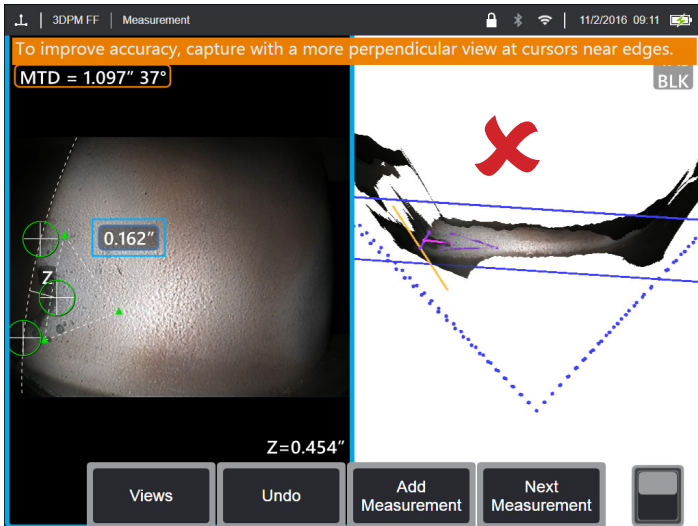 3DPM FF Measurement 11/2/2016 09:11
To improve accuracy, capture with a more perpendicular view at cursors near edges.
MTD = 1.097" 37°
BLK
0.162"
Z
Z=0.454"
Views
Undo
Add
Measurement
Next
Measurement